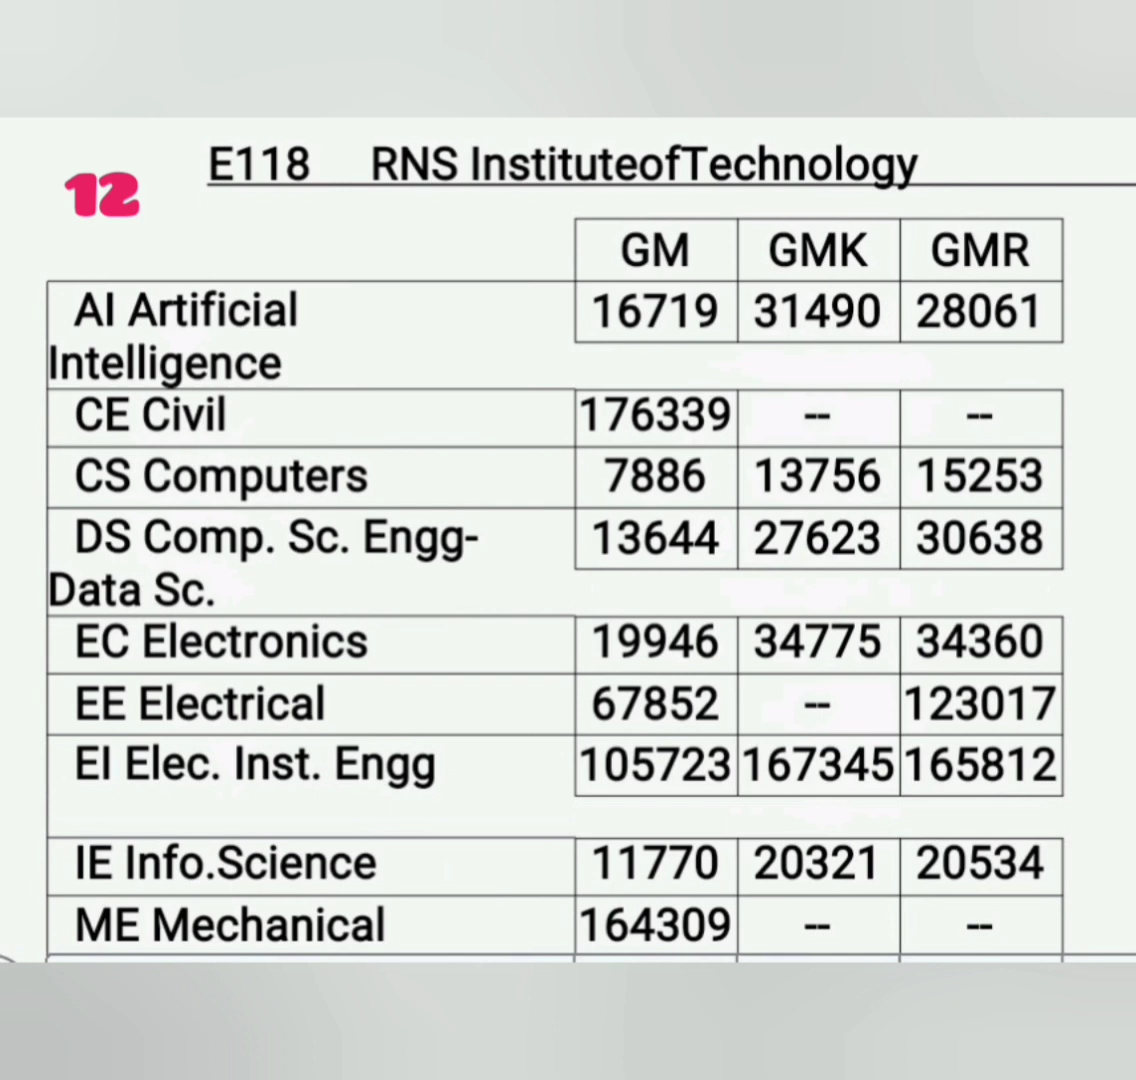 E118 RNS InstituteofTechnology
12
GM GMK GMR
AI Artificial 16719 31490 28061
Intelligence
CE Civil 176339 -- --
CS Computers 7886 13756 15253
DS Comp. Sc. Engg- 13644 27623 30638
Data Sc.
EC Electronics 19946 34775 34360
EE Electrical 67852 -- 123017
EI Elec. Inst. Engg 105723 167345 165812
IE Info.Science 11770 20321 20534
ME Mechanical 164309 -- --